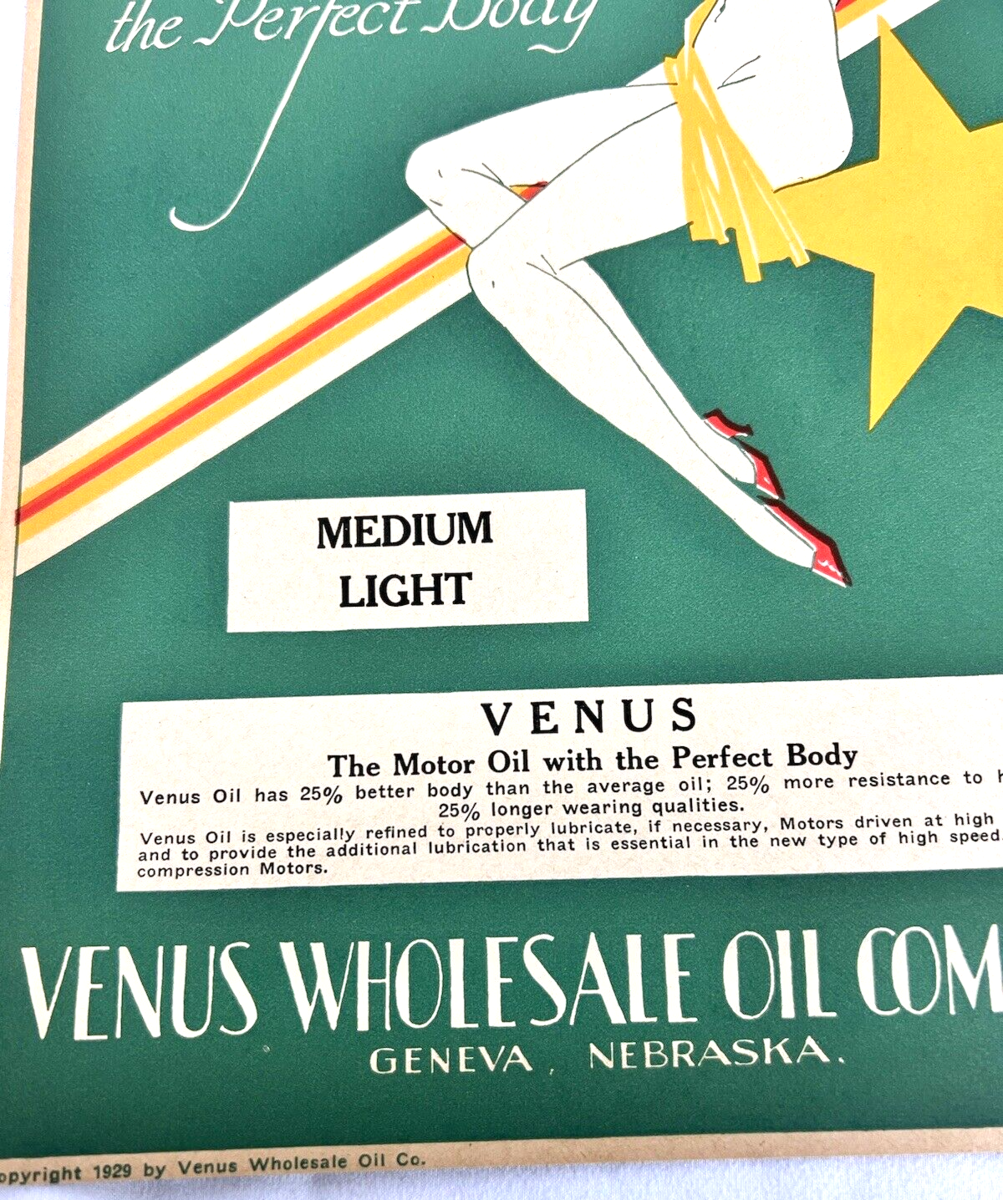 the Perfect Body
MEDIUM
LIGHT
VENUS
The Motor Oil with the Perfect Body
Venus Oil has 25% better body than the average oil; 25% more resistance to
25% longer wearing qualities.
Venus Oil is especially refined to properly lubricate, if necessary, Motors driven at high
and to provide the additional lubrication that is essential in the new type of high speed,
compression Motors.
VENUS WHOLESALE OIL COM
GENEVA, NEBRASKA.
opyright 1929 by Venus Wholesale Oil Co.